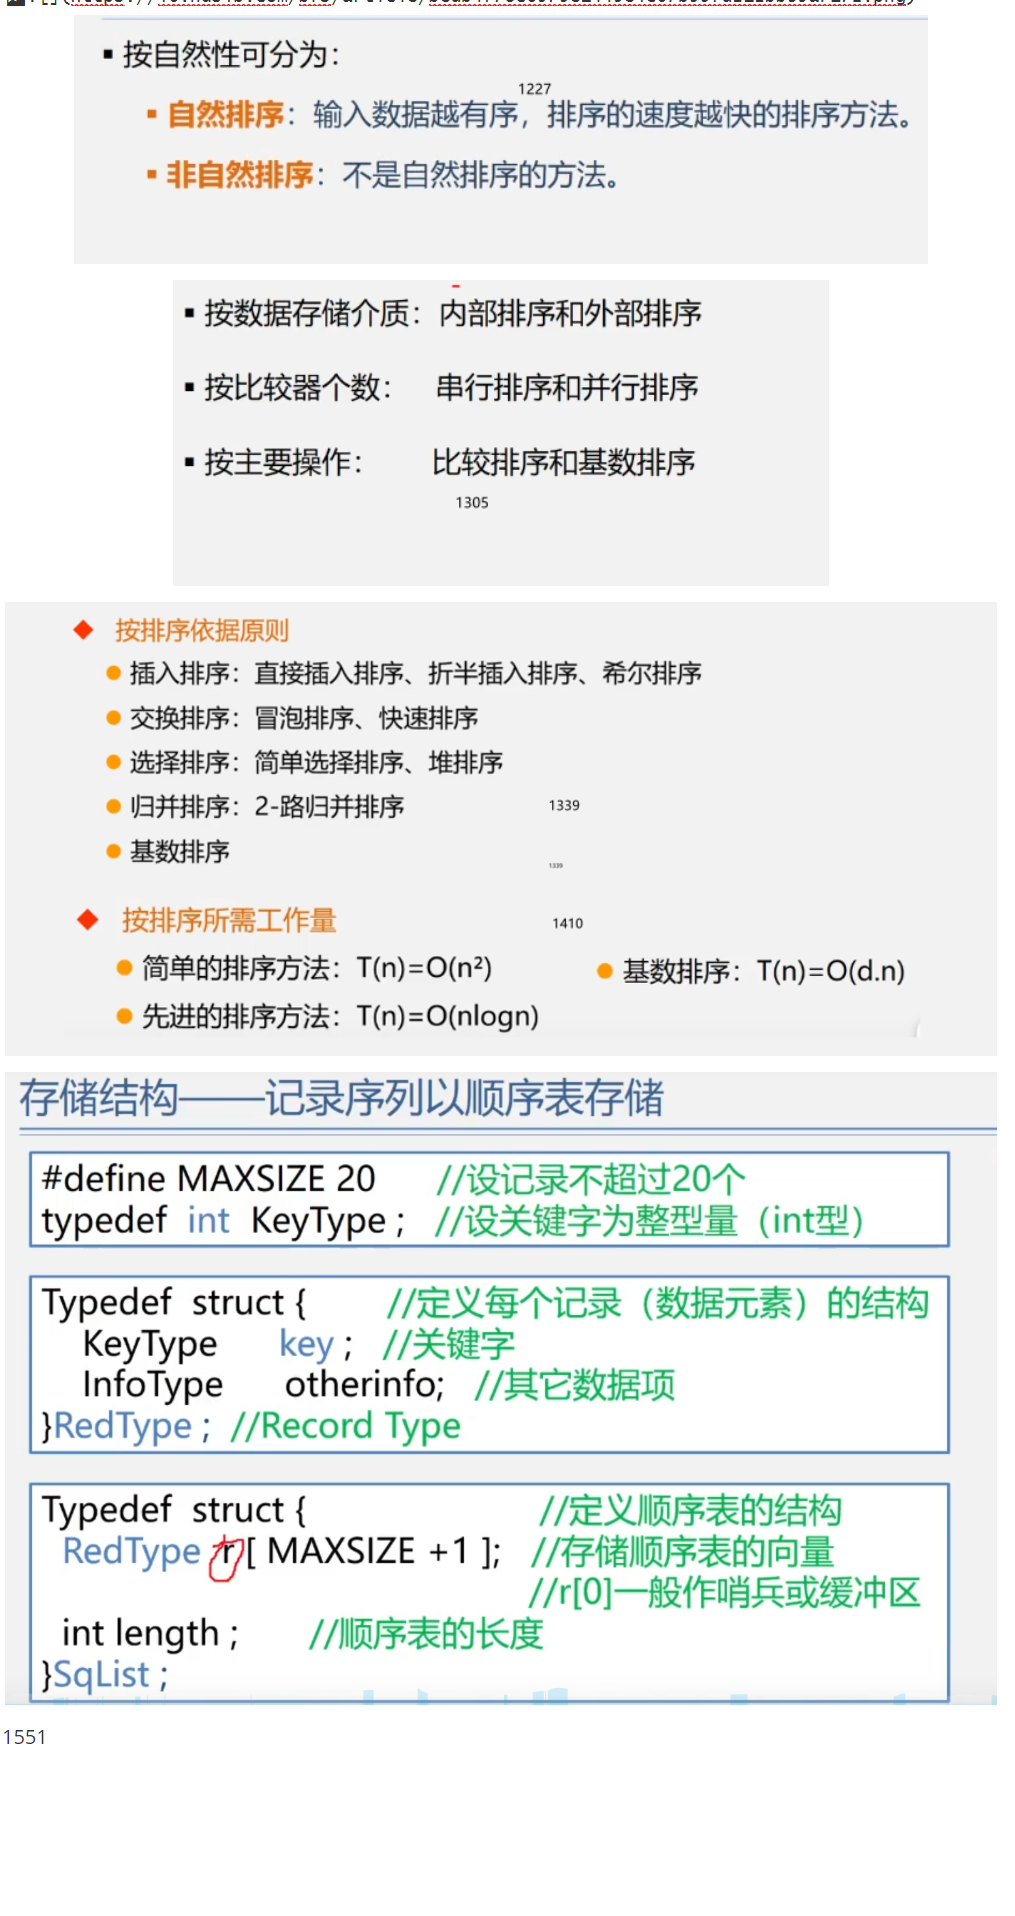 ▪ 按自然性可分为：
1227
▪ 自然排序：输入数据越有序，排序的速度越快的排序方法。
▪ 非自然排序：不是自然排序的方法。
▪ 按数据存储介质：内部排序和外部排序
▪ 按比较器个数： 串行排序和并行排序
▪ 按主要操作： 比较排序和基数排序
1305
◆ 按排序依据原则
● 插入排序：直接插入排序、折半插入排序、希尔排序
● 交换排序：冒泡排序、快速排序
● 选择排序：简单选择排序、堆排序
● 归并排序：2-路归并排序 1339
● 基数排序
1339
◆ 按排序所需工作量 1410
● 简单的排序方法：T(n)=O(n²) ● 基数排序：T(n)=O(d.n)
● 先进的排序方法：T(n)=O(nlogn)
存储结构——记录序列以顺序表存储
#define MAXSIZE 20 //设记录不超过20个
typedef int KeyType ; //设关键字为整型量（int型）
Typedef struct { //定义每个记录（数据元素）的结构
KeyType key ; //关键字
InfoType otherinfo; //其它数据项
}RedType ; //Record Type
Typedef struct { //定义顺序表的结构
RedType r [ MAXSIZE +1 ]; //存储顺序表的向量
//r[0]一般作哨兵或缓冲区
int length ; //顺序表的长度
}SqList ;
1551